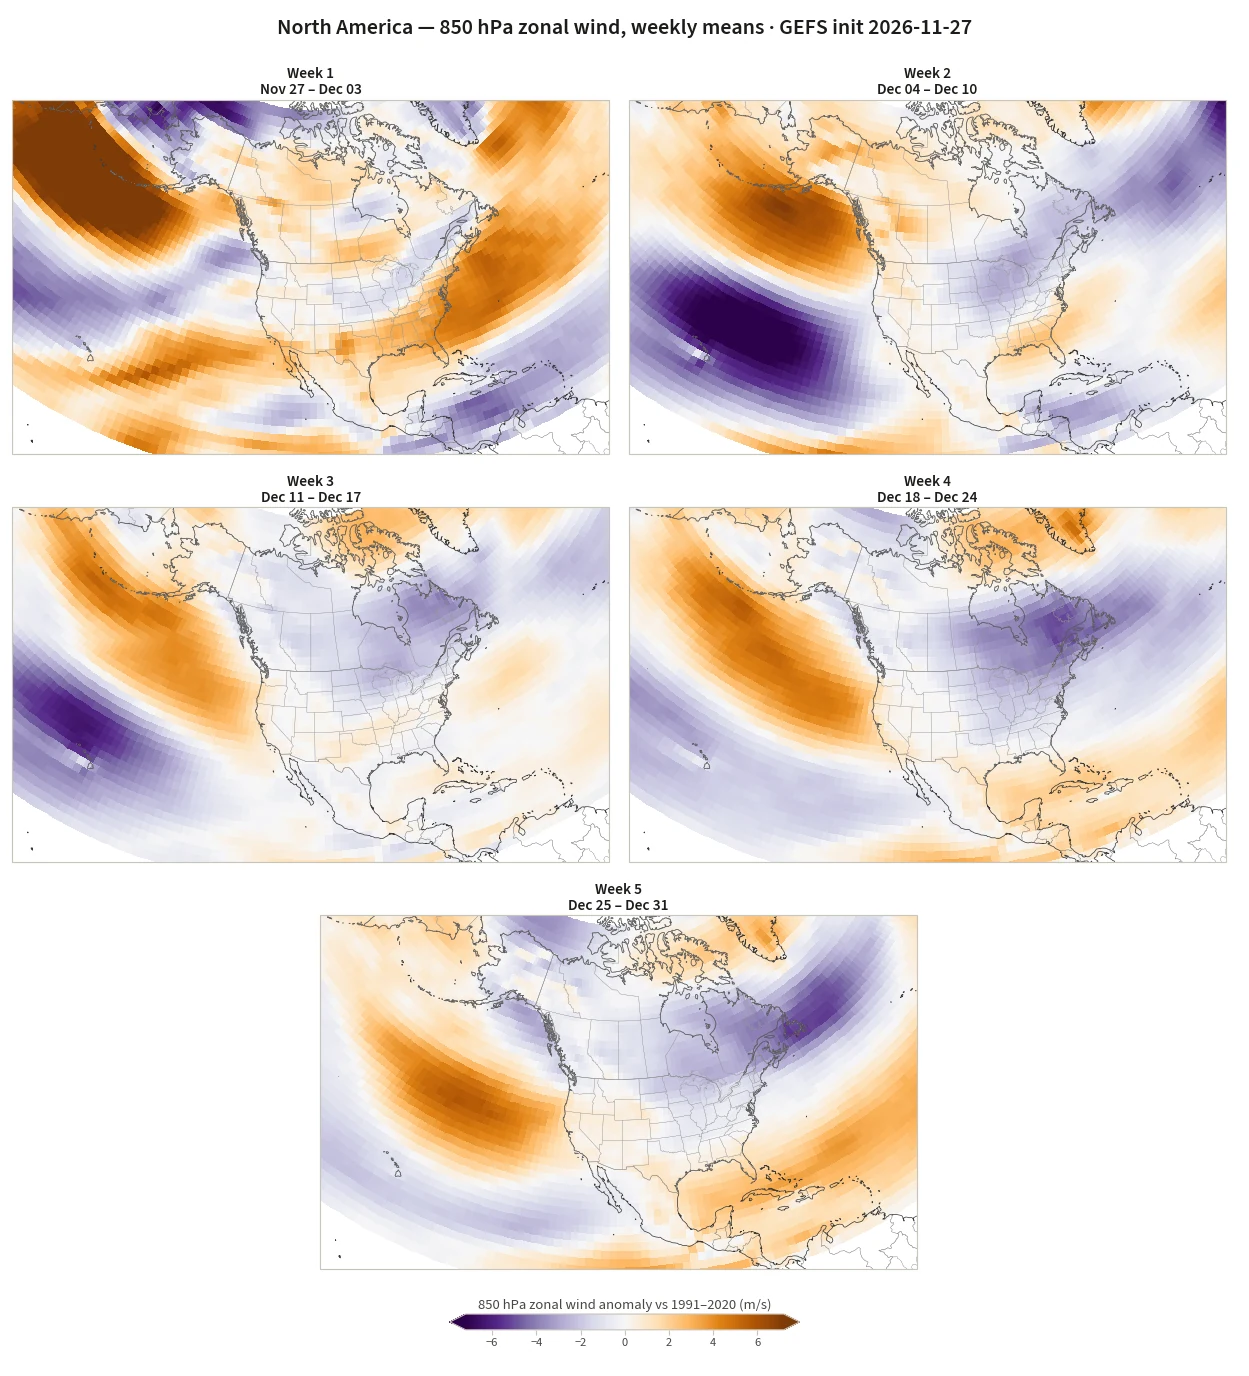 North America — 850 hPa zonal wind, weekly means · GEFS init 2026-11-27
Week 1
Nov 27 – Dec 03
Week 2
Dec 04 – Dec 10
Week 3
Dec 11 – Dec 17
Week 4
Dec 18 – Dec 24
Week 5
Dec 25 – Dec 31
850 hPa zonal wind anomaly vs 1991–2020 (m/s)
−6 −4 −2 0 2 4 6